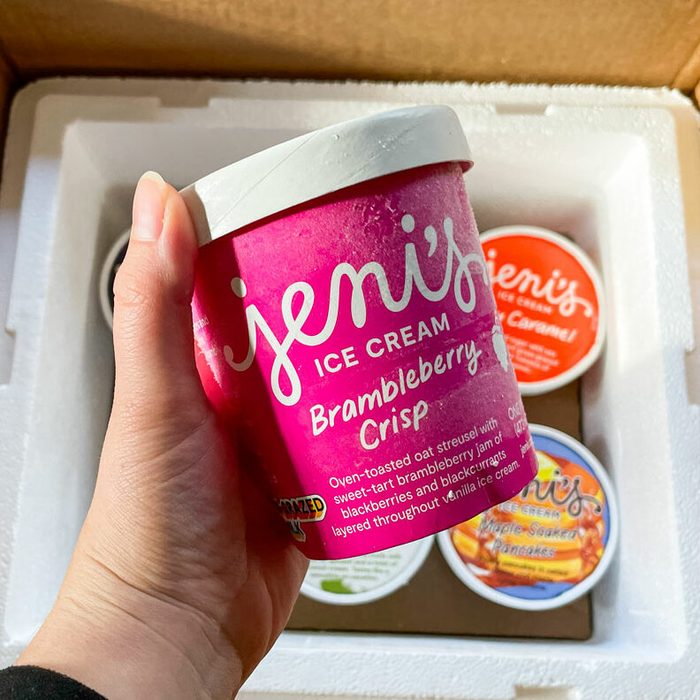 jeni's
ICE CREAM
Brambleberry
Crisp
Oven-toasted oat streusel with
sweet-tart brambleberry jam of
blackberries and blackcurrants
layered throughout vanilla ice cream.
jeni's
ICE CREAM
Caramel
jeni's
ICE CREAM
Maple Soaked
Pancakes